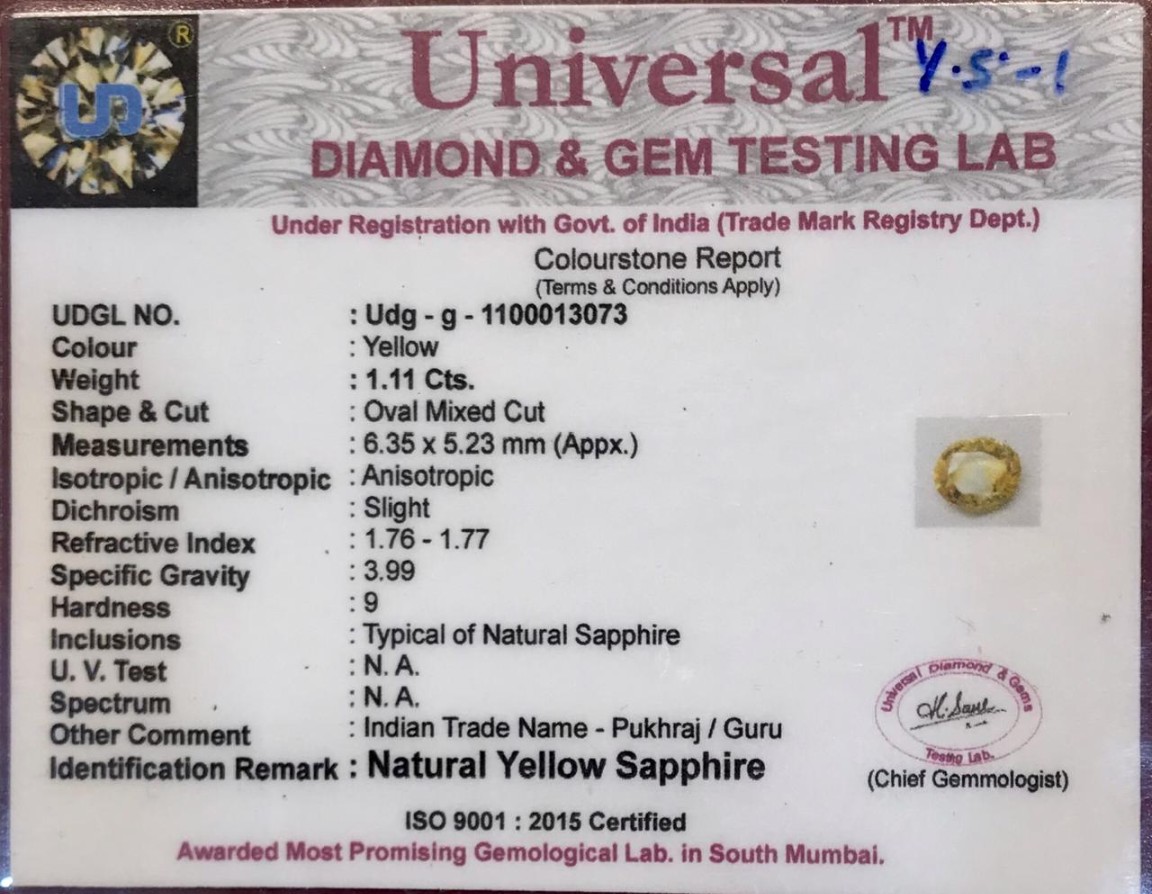 UD ®
Universal™ Y.S.-1
DIAMOND & GEM TESTING LAB
Under Registration with Govt. of India (Trade Mark Registry Dept.)
Colourstone Report
(Terms & Conditions Apply)
UDGL NO. : Udg - g - 1100013073
Colour : Yellow
Weight : 1.11 Cts.
Shape & Cut : Oval Mixed Cut
Measurements : 6.35 x 5.23 mm (Appx.)
Isotropic / Anisotropic : Anisotropic
Dichroism : Slight
Refractive Index : 1.76 - 1.77
Specific Gravity : 3.99
Hardness : 9
Inclusions : Typical of Natural Sapphire
U. V. Test : N. A.
Spectrum : N. A.
Other Comment : Indian Trade Name - Pukhraj / Guru
Identification Remark : Natural Yellow Sapphire
Universal Diamond & Gems
Testing Lab.
(Chief Gemmologist)
ISO 9001 : 2015 Certified
Awarded Most Promising Gemological Lab. in South Mumbai.